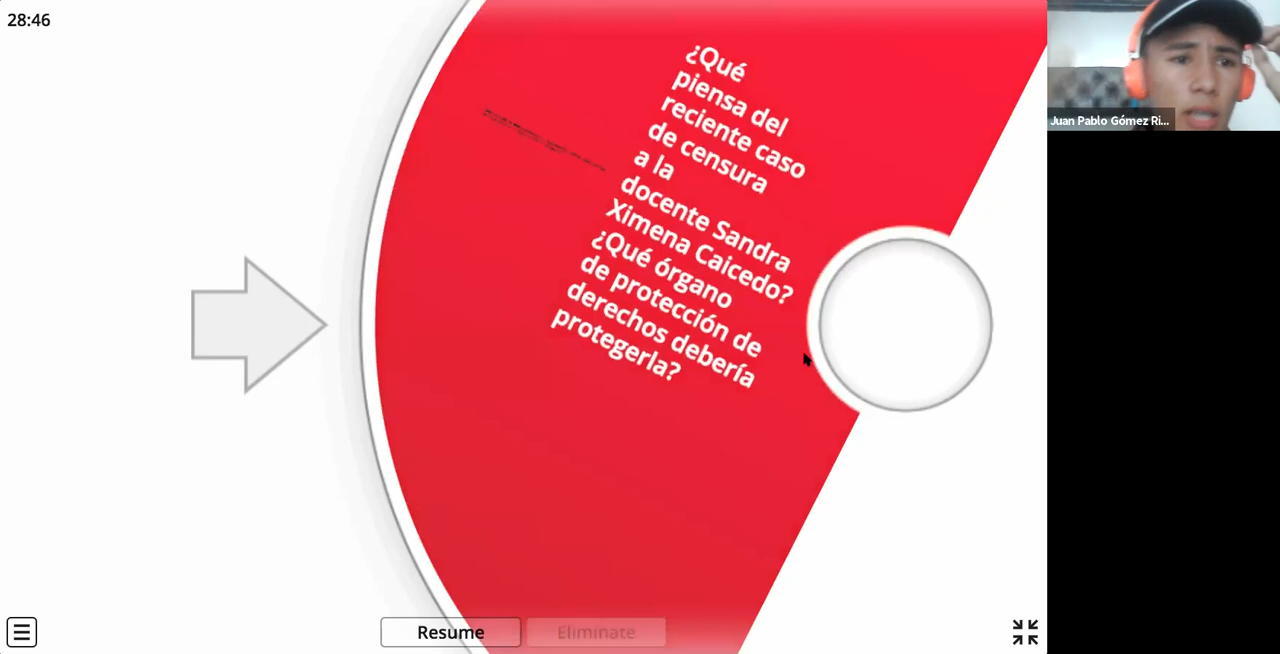 28:46
¿Qué
piensa del
reciente caso
de censura
a la
docente Sandra
Ximena Caicedo?
¿Qué órgano
de protección de
derechos debería
protegerla?
Resume
Eliminate
Juan Pablo Gómez Ri...